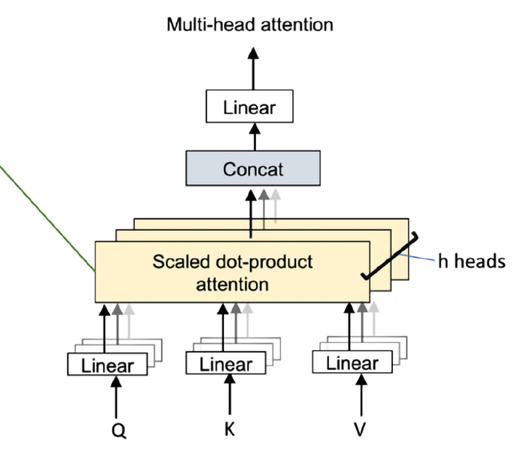 Multi-head attention
Linear
Concat
Scaled dot-product
attention
h heads
Linear
Linear
Linear
Q
K
V